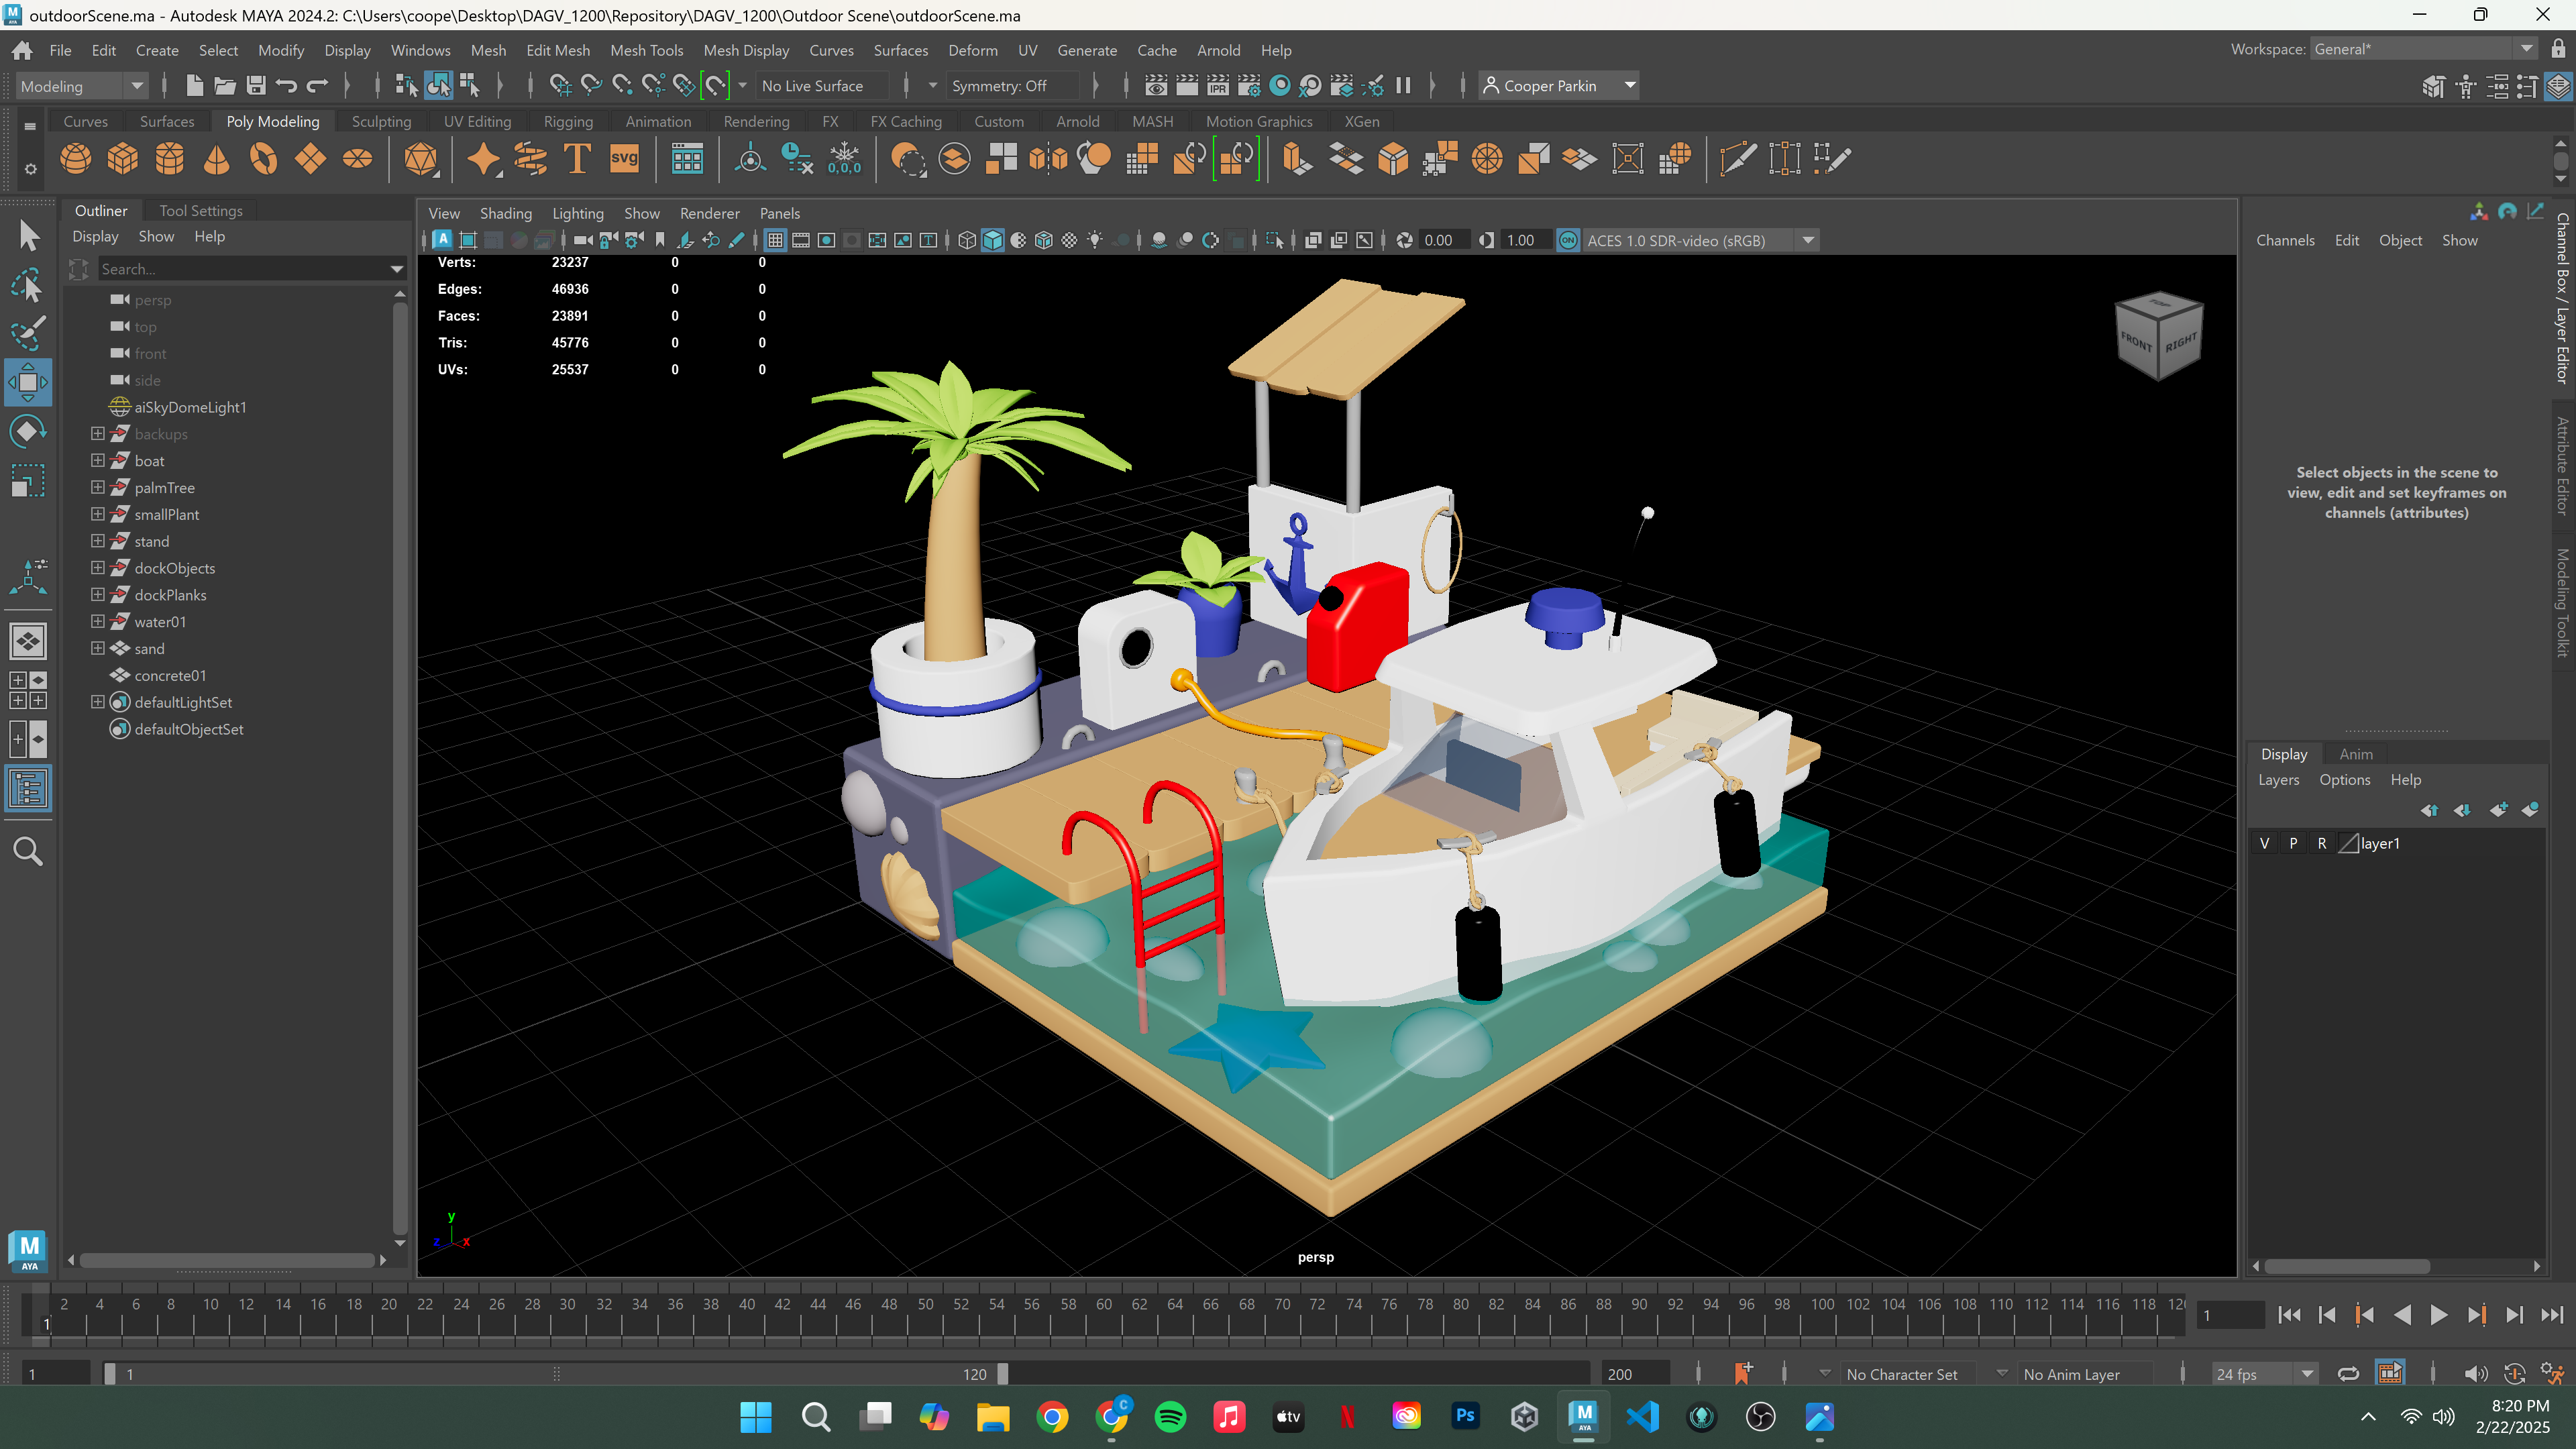 outdoorScene.ma - Autodesk MAYA 2024.2: C:\Users\coope\Desktop\DAGV_1200\Repository\DAGV_1200\Outdoor Scene\outdoorScene.ma
File Edit Create Select Modify Display Windows Mesh Edit Mesh Mesh Tools Mesh Display Curves Surfaces Deform UV Generate Cache Arnold Help
Workspace: General*
Modeling
No Live Surface
Symmetry: Off
IPR
Cooper Parkin
Curves Surfaces Poly Modeling Sculpting UV Editing Rigging Animation Rendering FX FX Caching Custom Arnold MASH Motion Graphics XGen
T
svg
0,0,0
Outliner Tool Settings
Display Show Help
Search...
persp
top
front
side
aiSkyDomeLight1
backups
boat
palmTree
smallPlant
stand
dockObjects
dockPlanks
water01
sand
concrete01
defaultLightSet
defaultObjectSet
View Shading Lighting Show Renderer Panels
0.00
1.00
ON
ACES 1.0 SDR-video (sRGB)
Verts: 23237 0 0
Edges: 46936 0 0
Faces: 23891 0 0
Tris: 45776 0 0
UVs: 25537 0 0
TOP
FRONT RIGHT
y
z x
persp
Channels Edit Object Show
Channel Box / Layer Editor
Attribute Editor
Modeling Toolkit
Select objects in the scene to
view, edit and set keyframes on
channels (attributes)
Display Anim
Layers Options Help
V P R layer1
M
AYA
2 4 6 8 10 12 14 16 18 20 22 24 26 28 30 32 34 36 38 40 42 44 46 48 50 52 54 56 58 60 62 64 66 68 70 72 74 76 78 80 82 84 86 88 90 92 94 96 98 100 102 104 106 108 110 112 114 116 118 12
1
1
1
1
120
200
No Character Set
No Anim Layer
24 fps
C
tv
N
Ps
M
AYA
8:20 PM
2/22/2025